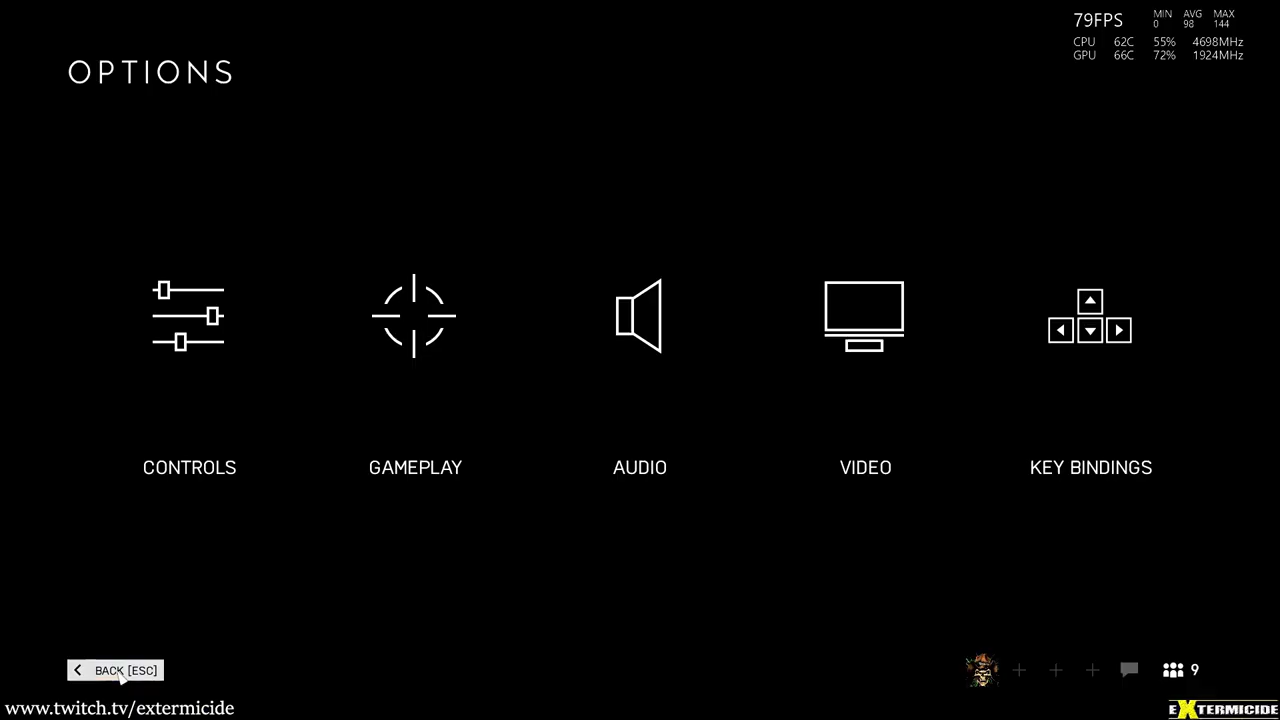 79FPS MIN AVG MAX
0 98 144
CPU 62C 55% 4698MHz
GPU 66C 72% 1924MHz
OPTIONS
CONTROLS GAMEPLAY AUDIO VIDEO KEY BINDINGS
BACK [ESC]
9
www.twitch.tv/extermicide
eXTERMICIDE